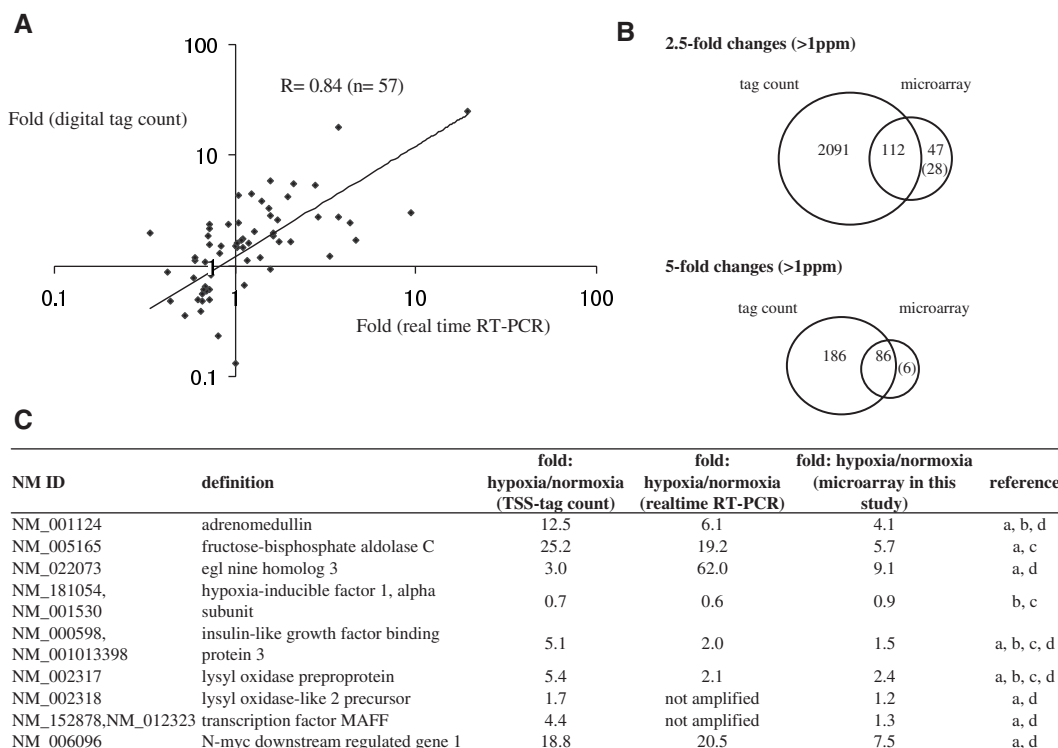 A
100
R= 0.84 (n= 57)
Fold (digital tag count)
10
1
0.1
1
10
100
Fold (real time RT-PCR)
0.1
B
2.5-fold changes (>1ppm)
tag count microarray
2091 112 47
(28)
5-fold changes (>1ppm)
tag count microarray
186 86 (6)
C
NM ID definition fold: hypoxia/normoxia (TSS-tag count) fold: hypoxia/normoxia (realtime RT-PCR) fold: hypoxia/normoxia (microarray in this study) reference
NM_001124 adrenomedullin 12.5 6.1 4.1 a, b, d
NM_005165 fructose-bisphosphate aldolase C 25.2 19.2 5.7 a, c
NM_022073 egl nine homolog 3 3.0 62.0 9.1 a, d
NM_181054, NM_001530 hypoxia-inducible factor 1, alpha subunit 0.7 0.6 0.9 b, c
NM_000598, NM_001013398 insulin-like growth factor binding protein 3 5.1 2.0 1.5 a, b, c, d
NM_002317 lysyl oxidase preproprotein 5.4 2.1 2.4 a, b, c, d
NM_002318 lysyl oxidase-like 2 precursor 1.7 not amplified 1.2 a, d
NM_152878,NM_012323 transcription factor MAFF 4.4 not amplified 1.3 a, d
NM_006096 N-myc downstream regulated gene 1 18.8 20.5 7.5 a, d